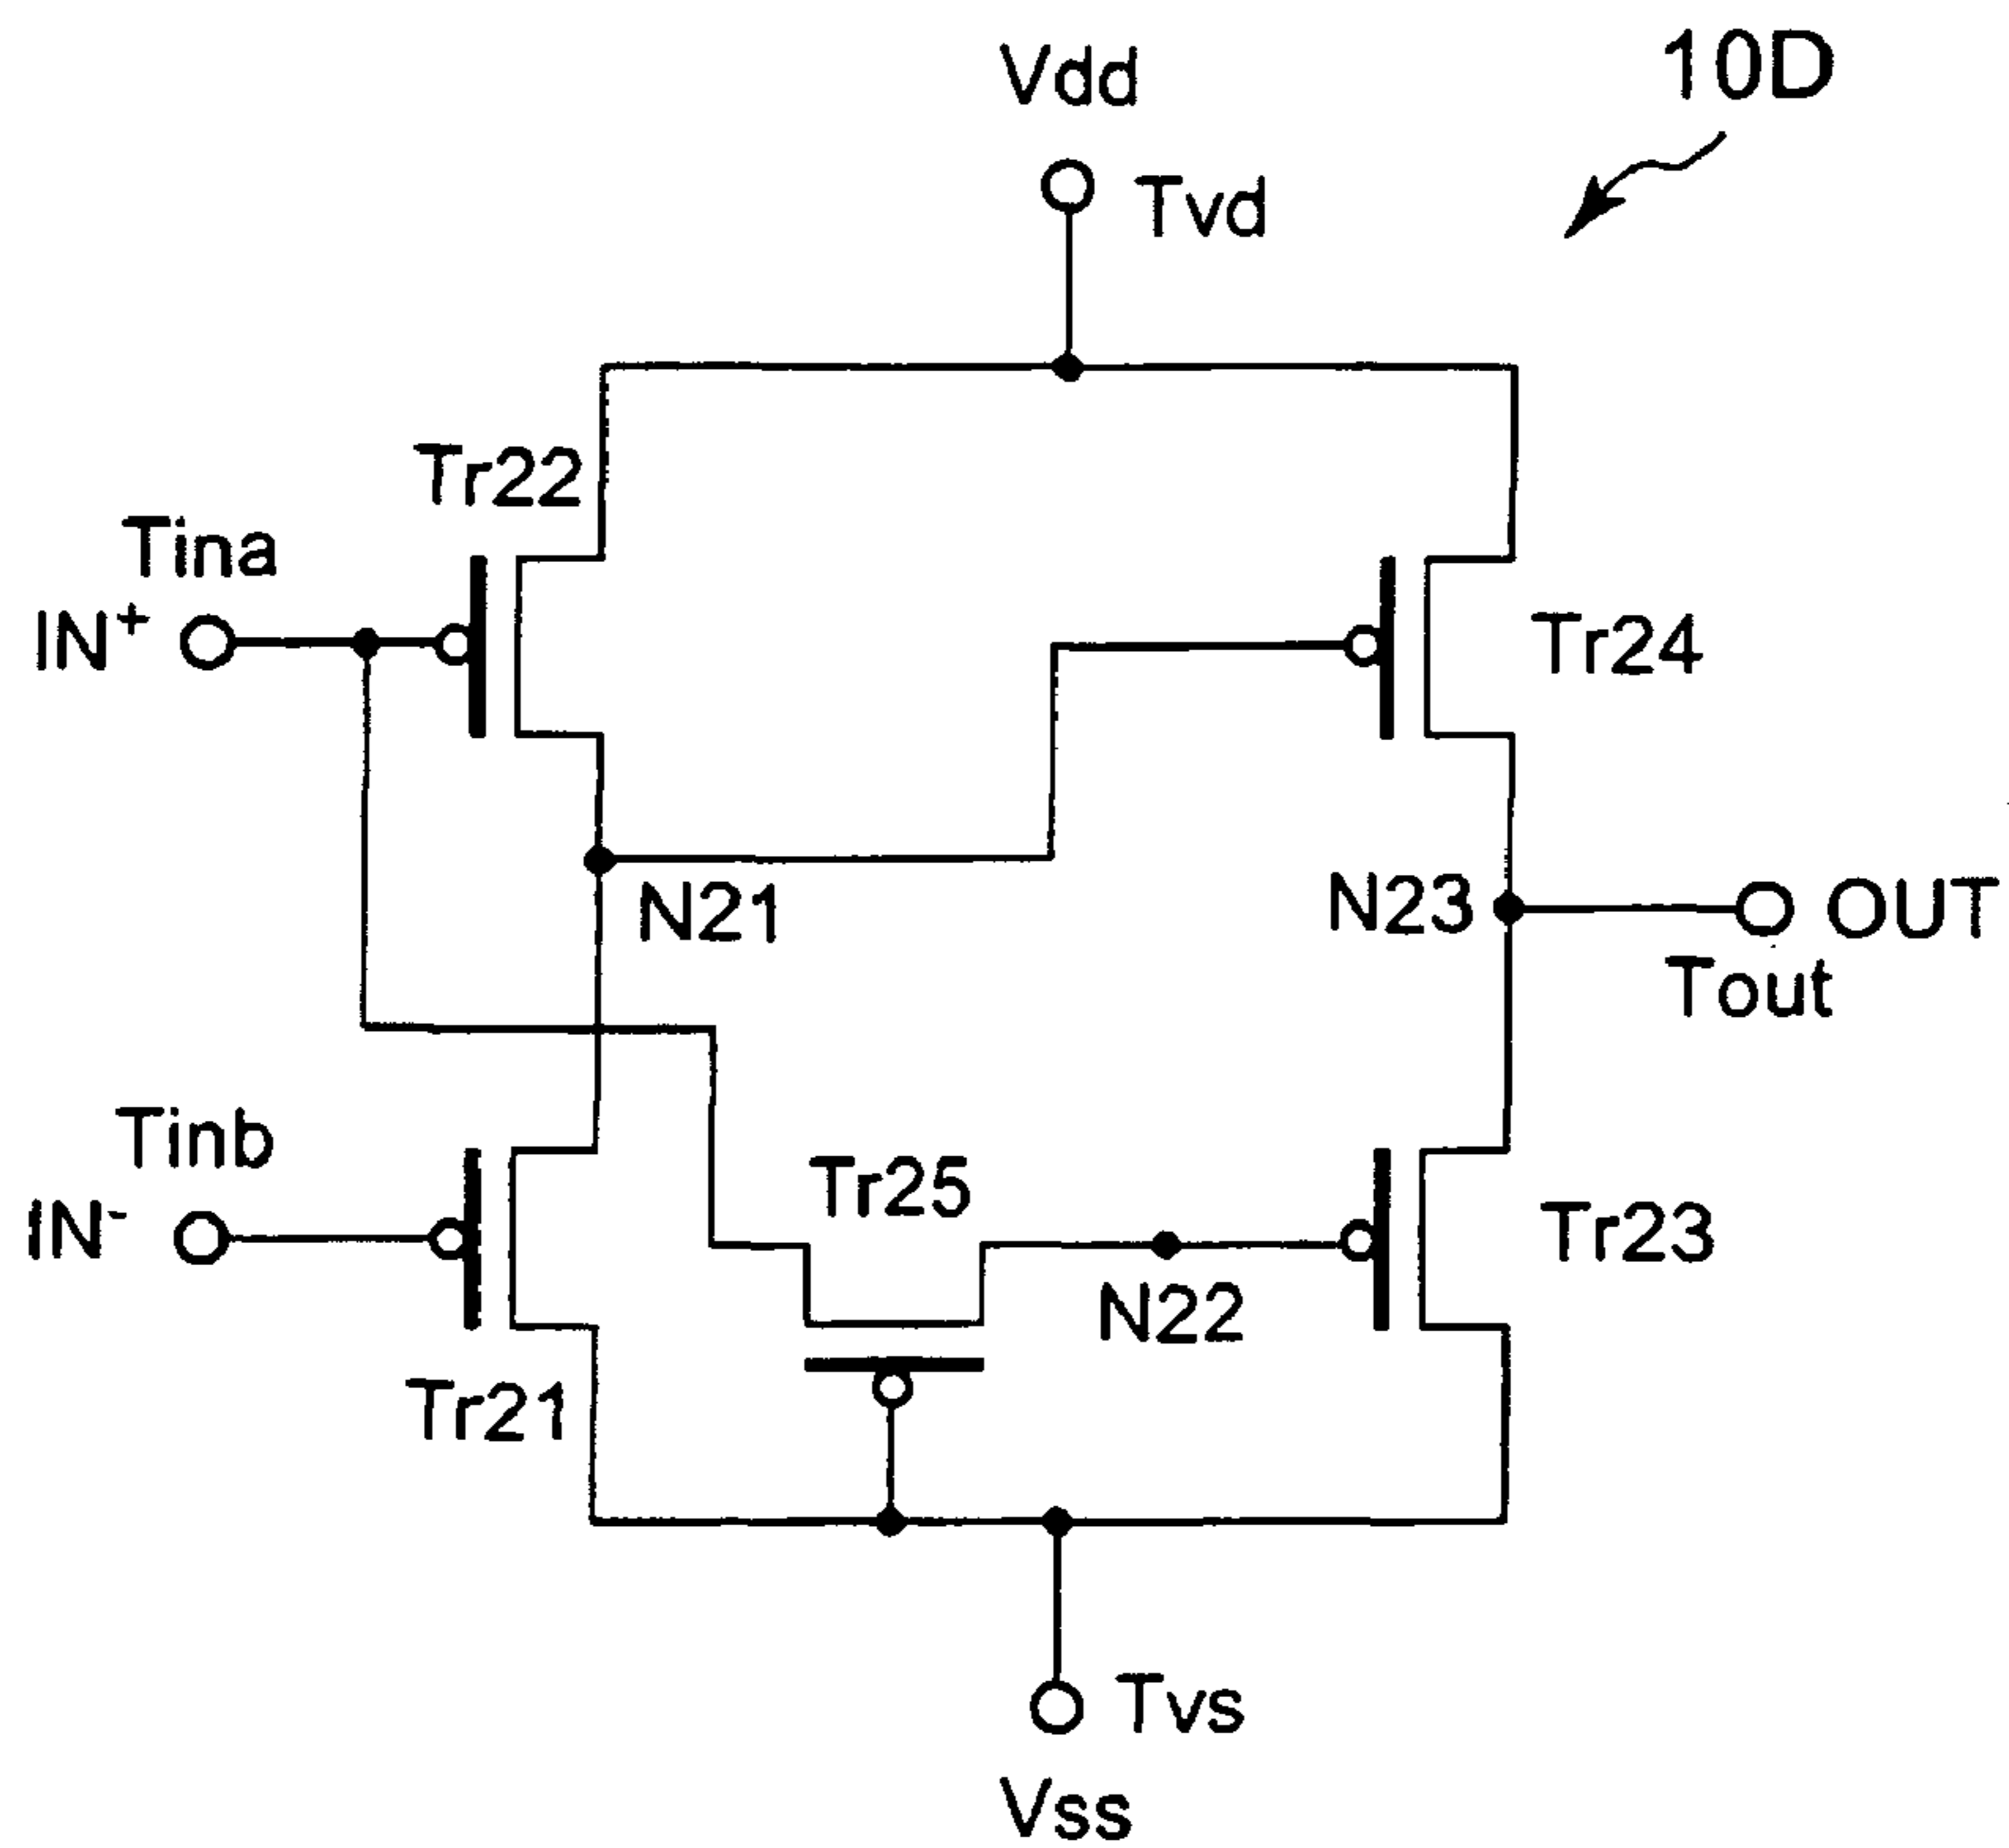 10D
Vdd
Tvd
Tr22
Tina
IN+
Tr24
N21
N23
OUT
Tout
Tinb
IN-
Tr25
Tr23
N22
Tr21
Tvs
Vss